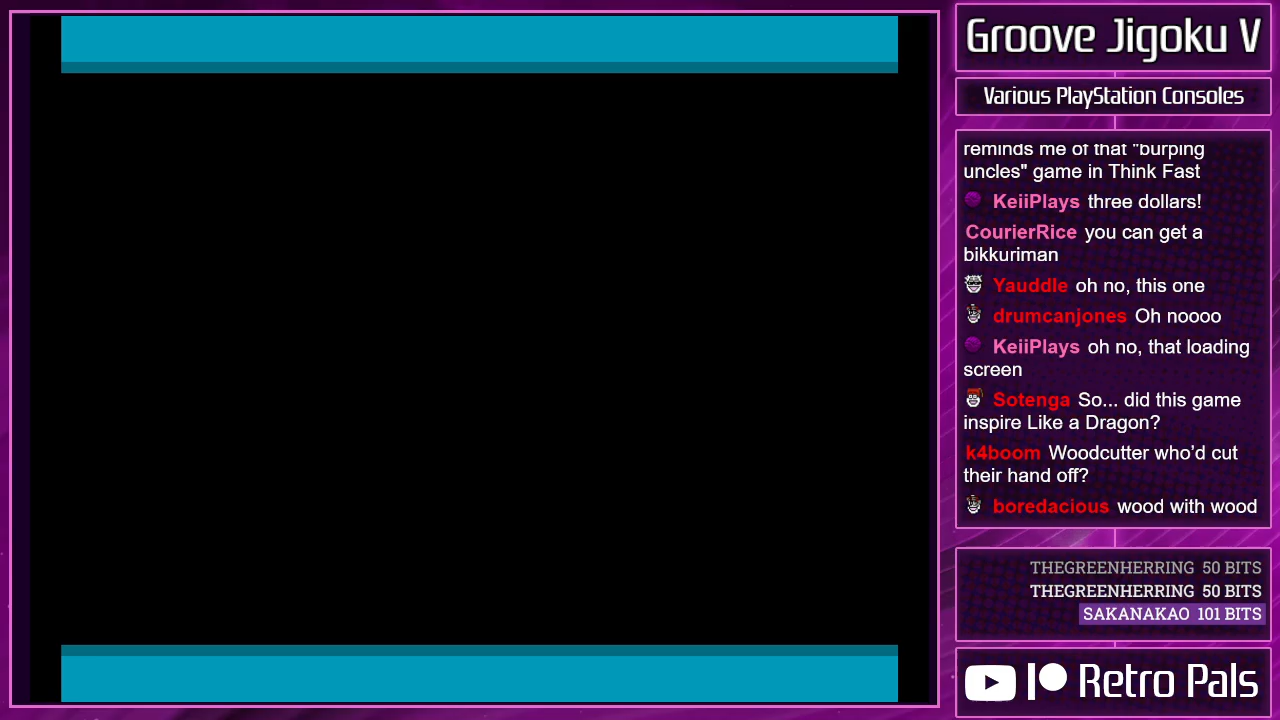 Groove Jigoku V
Various PlayStation Consoles
reminds me of that "burping
uncles" game in Think Fast
KeiiPlays three dollars!
CourierRice you can get a
bikkuriman
Yauddle oh no, this one
drumcanjones Oh noooo
KeiiPlays oh no, that loading
screen
Sotenga So... did this game
inspire Like a Dragon?
k4boom Woodcutter who'd cut
their hand off?
boredacious wood with wood
THEGREENHERRING 50 BITS
THEGREENHERRING 50 BITS
SAKANAKAO 101 BITS
Retro Pals